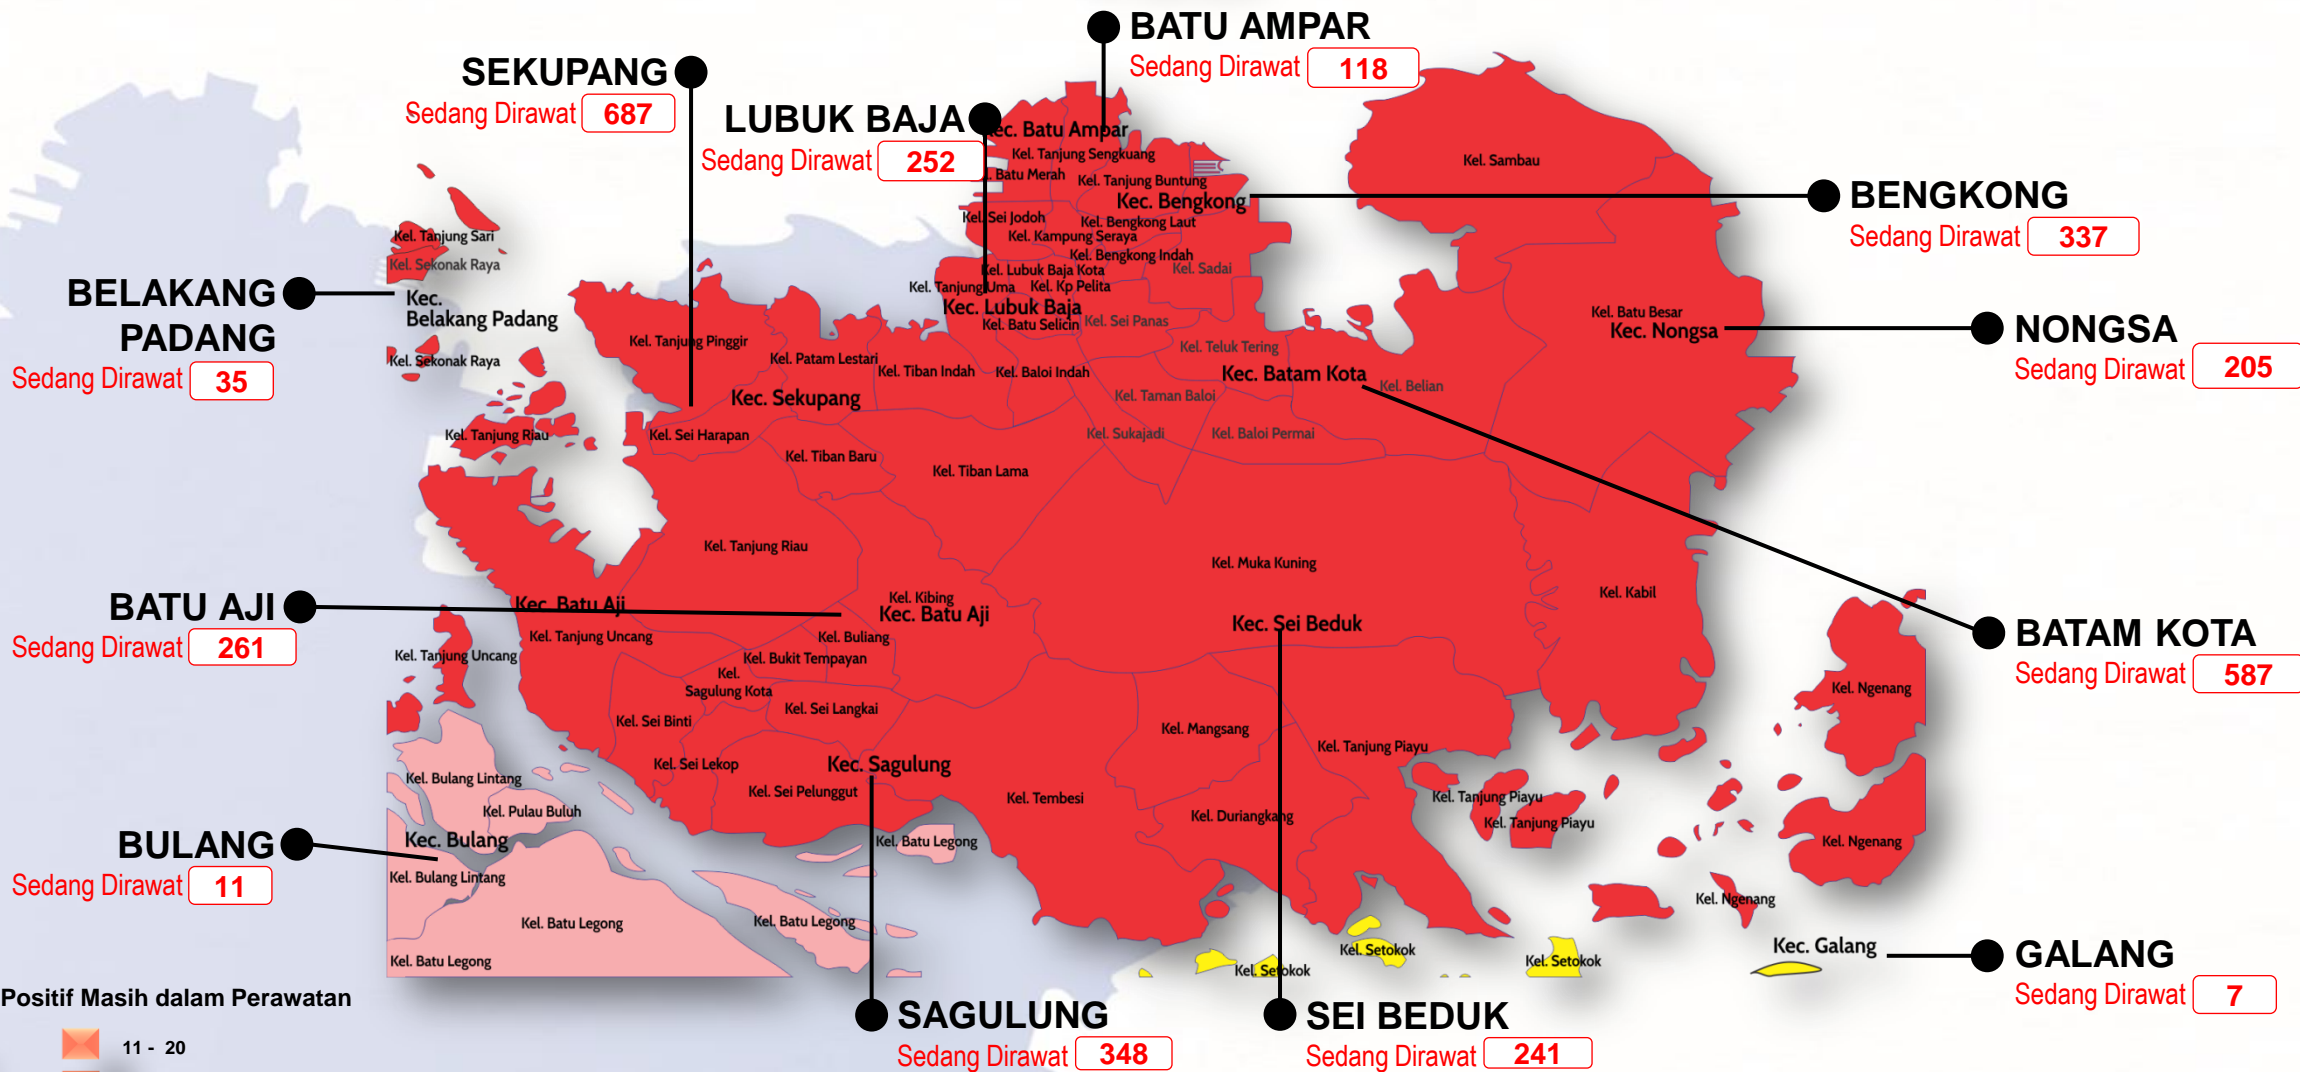 BATU AMPAR
Sedang Dirawat 118
SEKUPANG
Sedang Dirawat 687
LUBUK BAJA
Sedang Dirawat 252
BENGKONG
Sedang Dirawat 337
BELAKANG
PADANG
Sedang Dirawat 35
NONGSA
Sedang Dirawat 205
BATU AJI
Sedang Dirawat 261
BATAM KOTA
Sedang Dirawat 587
BULANG
Sedang Dirawat 11
GALANG
Sedang Dirawat 7
SAGULUNG
Sedang Dirawat 348
SEI BEDUK
Sedang Dirawat 241
Kec. Batu Ampar
Kel. Tanjung Sengkuang
Batu Merah
Kel. Tanjung Buntung
Kec. Bengkong
Kel. Sei Jodoh
Kel. Bengkong Laut
Kel. Kampung Seraya
Kel. Bengkong Indah
Kel. Sadai
Kel. Lubuk Baja Kota
Kel. Tanjung Uma
Kel. Kp Pelita
Kec. Lubuk Baja
Kel. Batu Selicin
Kel. Sei Panas
Kel. Sambau
Kel. Batu Besar
Kec. Nongsa
Kel. Tanjung Sari
Kel. Sekonak Raya
Kec.
Belakang Padang
Kel. Sekonak Raya
Kel. Tanjung Riau
Kel. Tanjung Pinggir
Kel. Patam Lestari
Kel. Tiban Indah
Kel. Baloi Indah
Kel. Teluk Tering
Kec. Batam Kota
Kel. Belian
Kel. Taman Baloi
Kec. Sekupang
Kel. Sei Harapan
Kel. Sukajadi
Kel. Baloi Permai
Kel. Tiban Baru
Kel. Tiban Lama
Kel. Tanjung Riau
Kel. Muka Kuning
Kel. Kabil
Kec. Batu Aji
Kel. Kibing
Kec. Batu Aji
Kel. Tanjung Uncang
Kel. Buliang
Kec. Sei Beduk
Kel. Tanjung Uncang
Kel. Bukit Tempayan
Kel.
Sagulung Kota
Kel. Sei Langkai
Kel. Sei Binti
Kel. Ngenang
Kel. Mangsang
Kel. Tanjung Piayu
Kel. Sei Lekop
Kec. Sagulung
Kel. Bulang Lintang
Kel. Sei Pelunggut
Kel. Tembesi
Kel. Tanjung Piayu
Kel. Pulau Buluh
Kel. Duriangkang
Kel. Tanjung Piayu
Kec. Bulang
Kel. Batu Legong
Kel. Ngenang
Kel. Bulang Lintang
Kel. Ngenang
Kel. Batu Legong
Kel. Batu Legong
Kel. Batu Legong
Kel. Setokok
Kel. Setokok
Kel. Setokok
Kec. Galang
Positif Masih dalam Perawatan
11 - 20